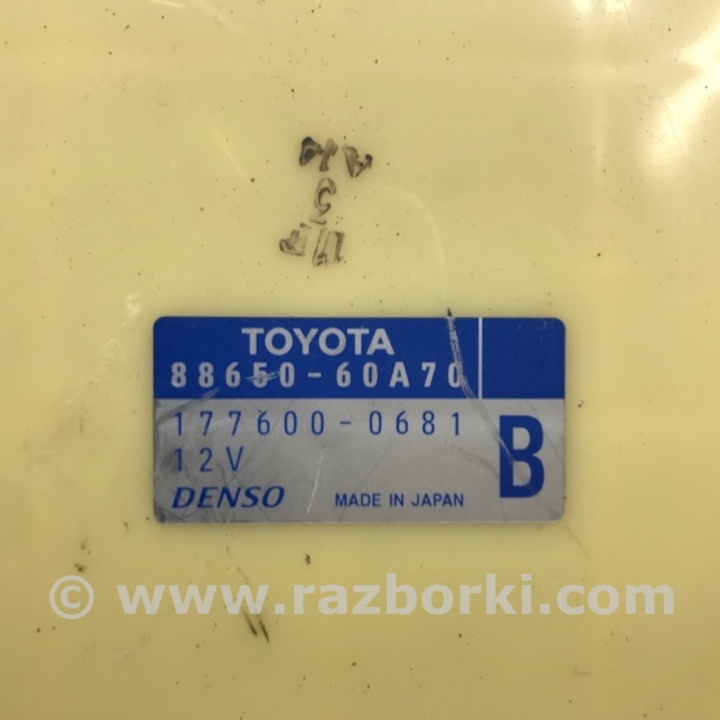 TOYOTA
88650-60A70
177600-0681
12V
B
DENSO
MADE IN JAPAN
© www.razborki.com